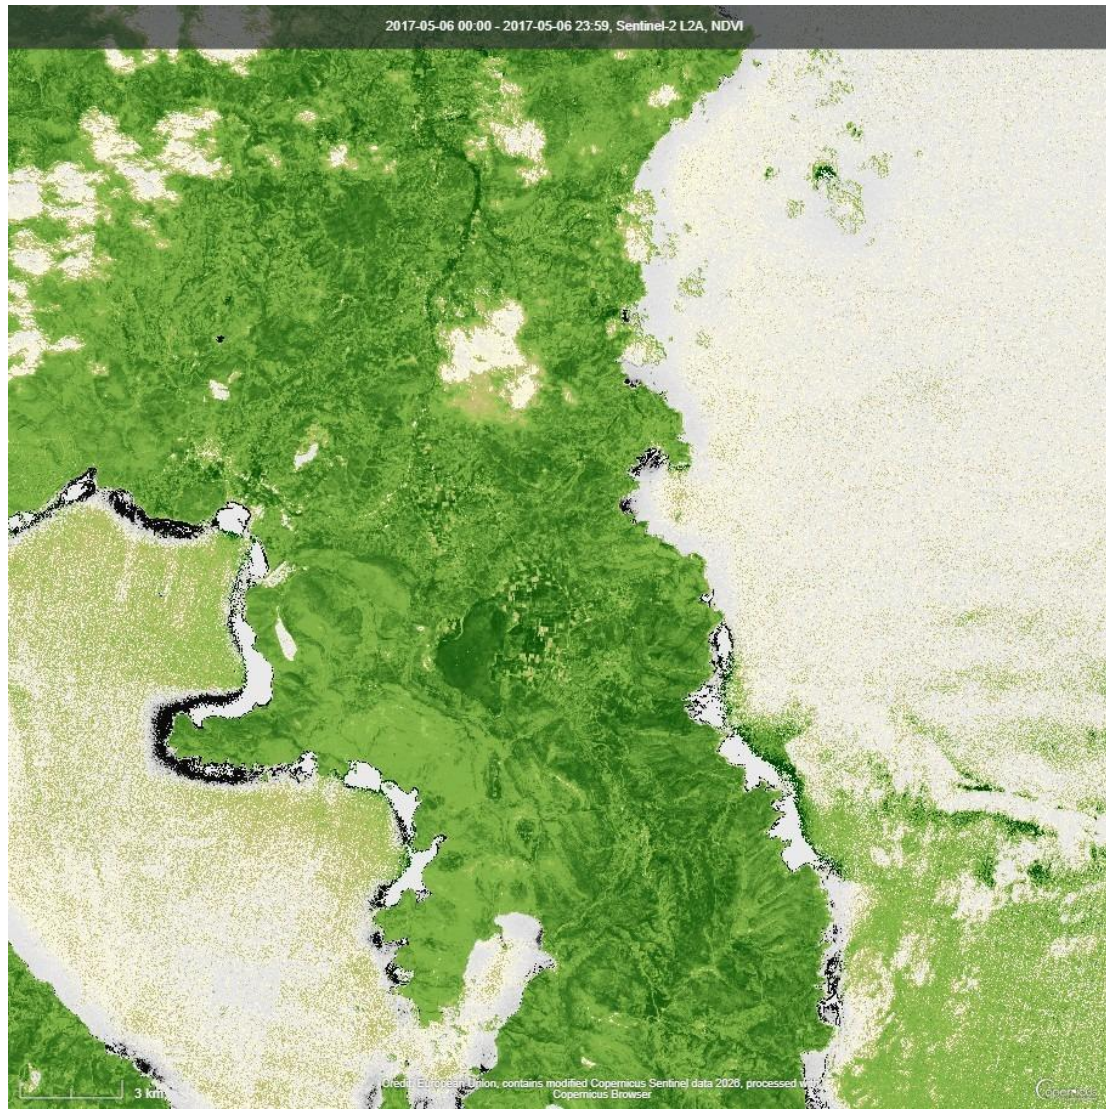 2017-05-06 00:00 - 2017-05-06 23:59, Sentinel-2 L2A, NDVI
Credit: European Union, contains modified Copernicus Sentinel data 2026, processed with
Copernicus Browser
3 km
Copernicus